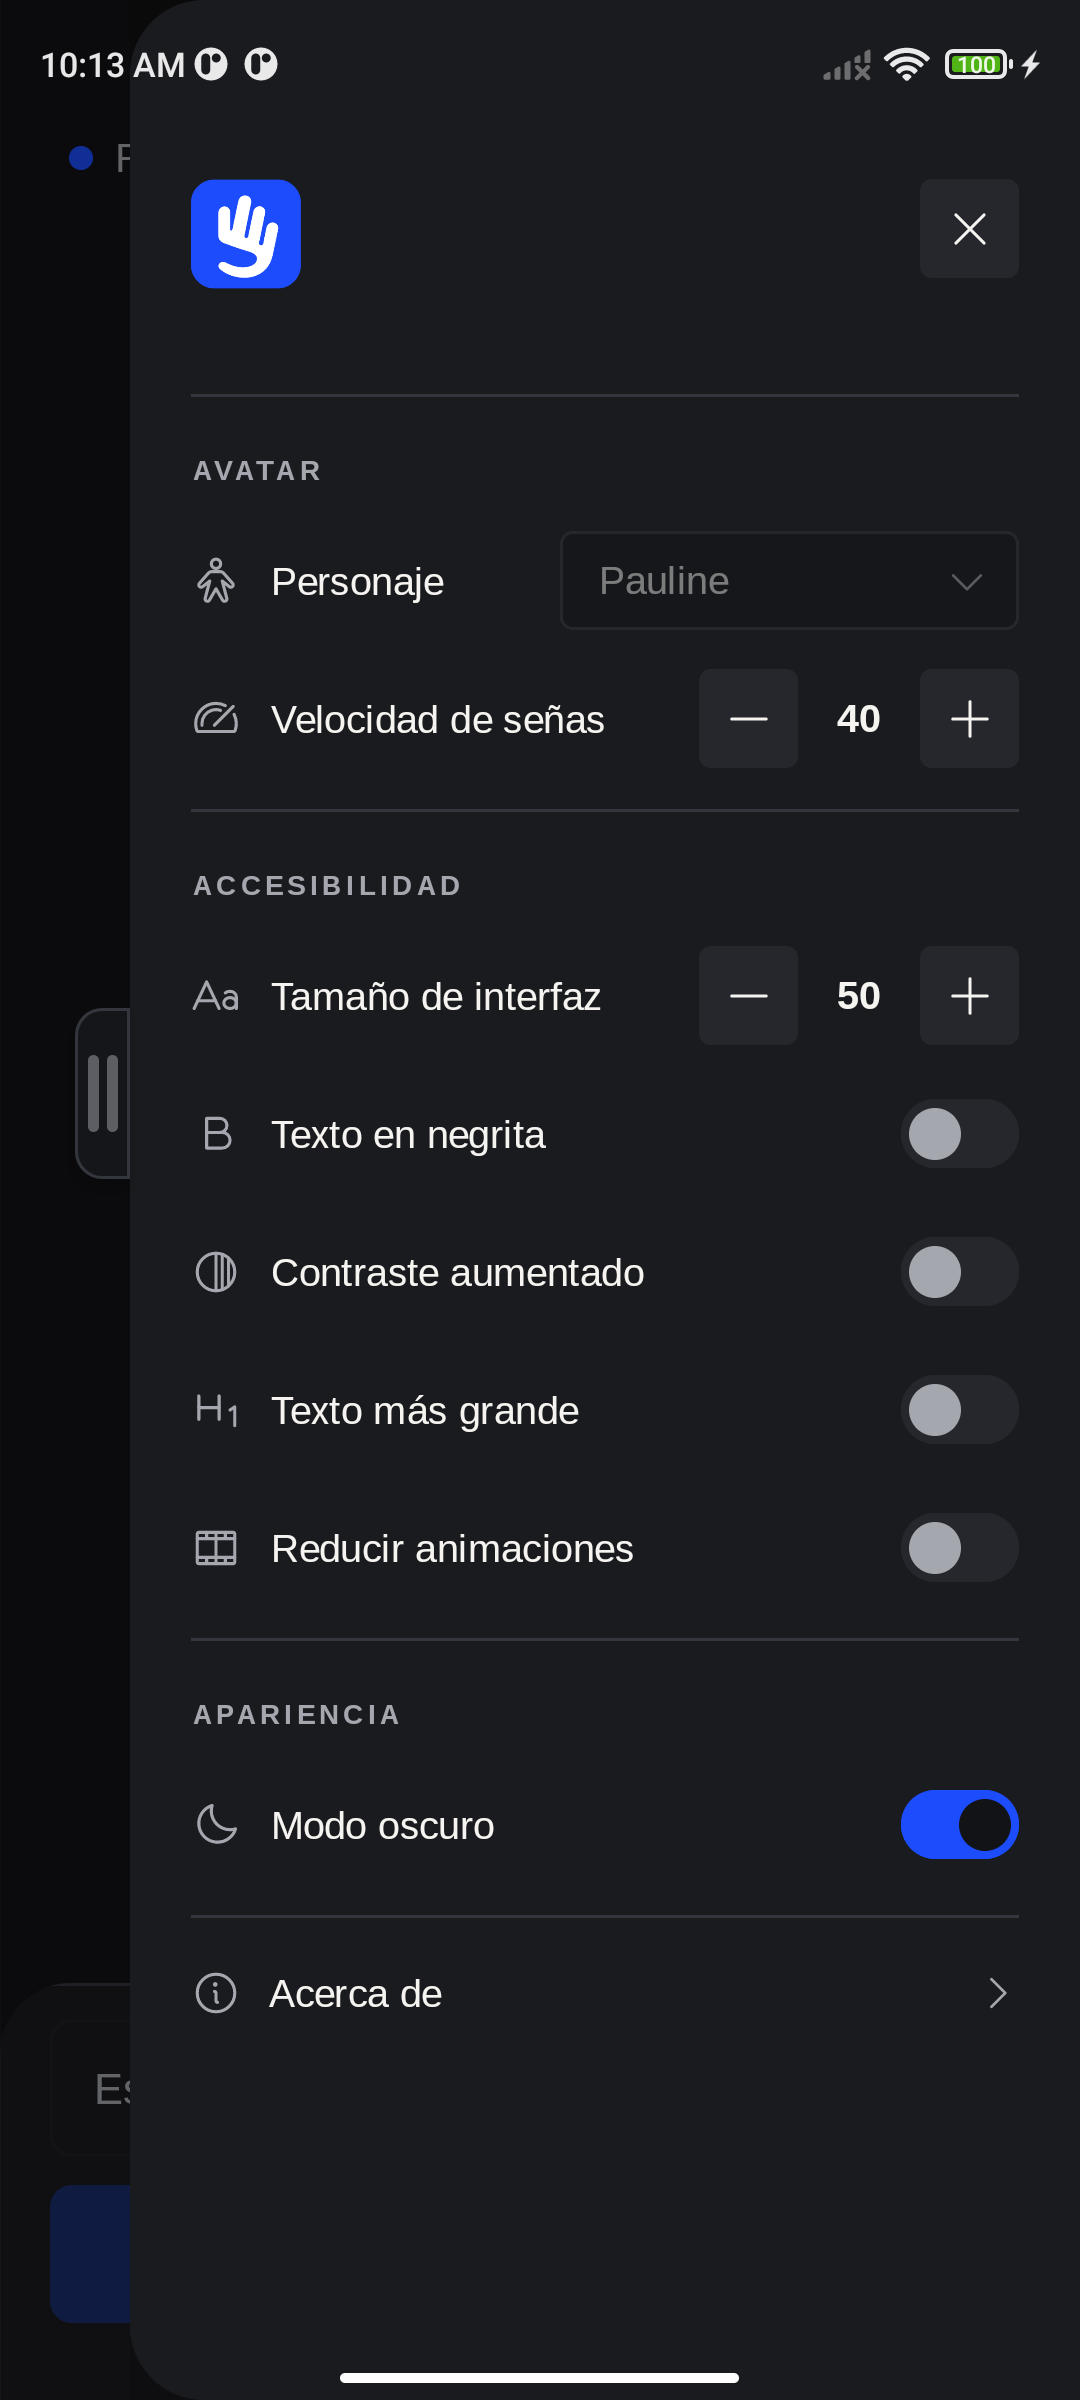 10:13 AM
100
AVATAR
Personaje
Pauline
Velocidad de señas
40
ACCESIBILIDAD
Aa
Tamaño de interfaz
50
B
Texto en negrita
Contraste aumentado
H1
Texto más grande
Reducir animaciones
APARIENCIA
Modo oscuro
Acerca de
Es